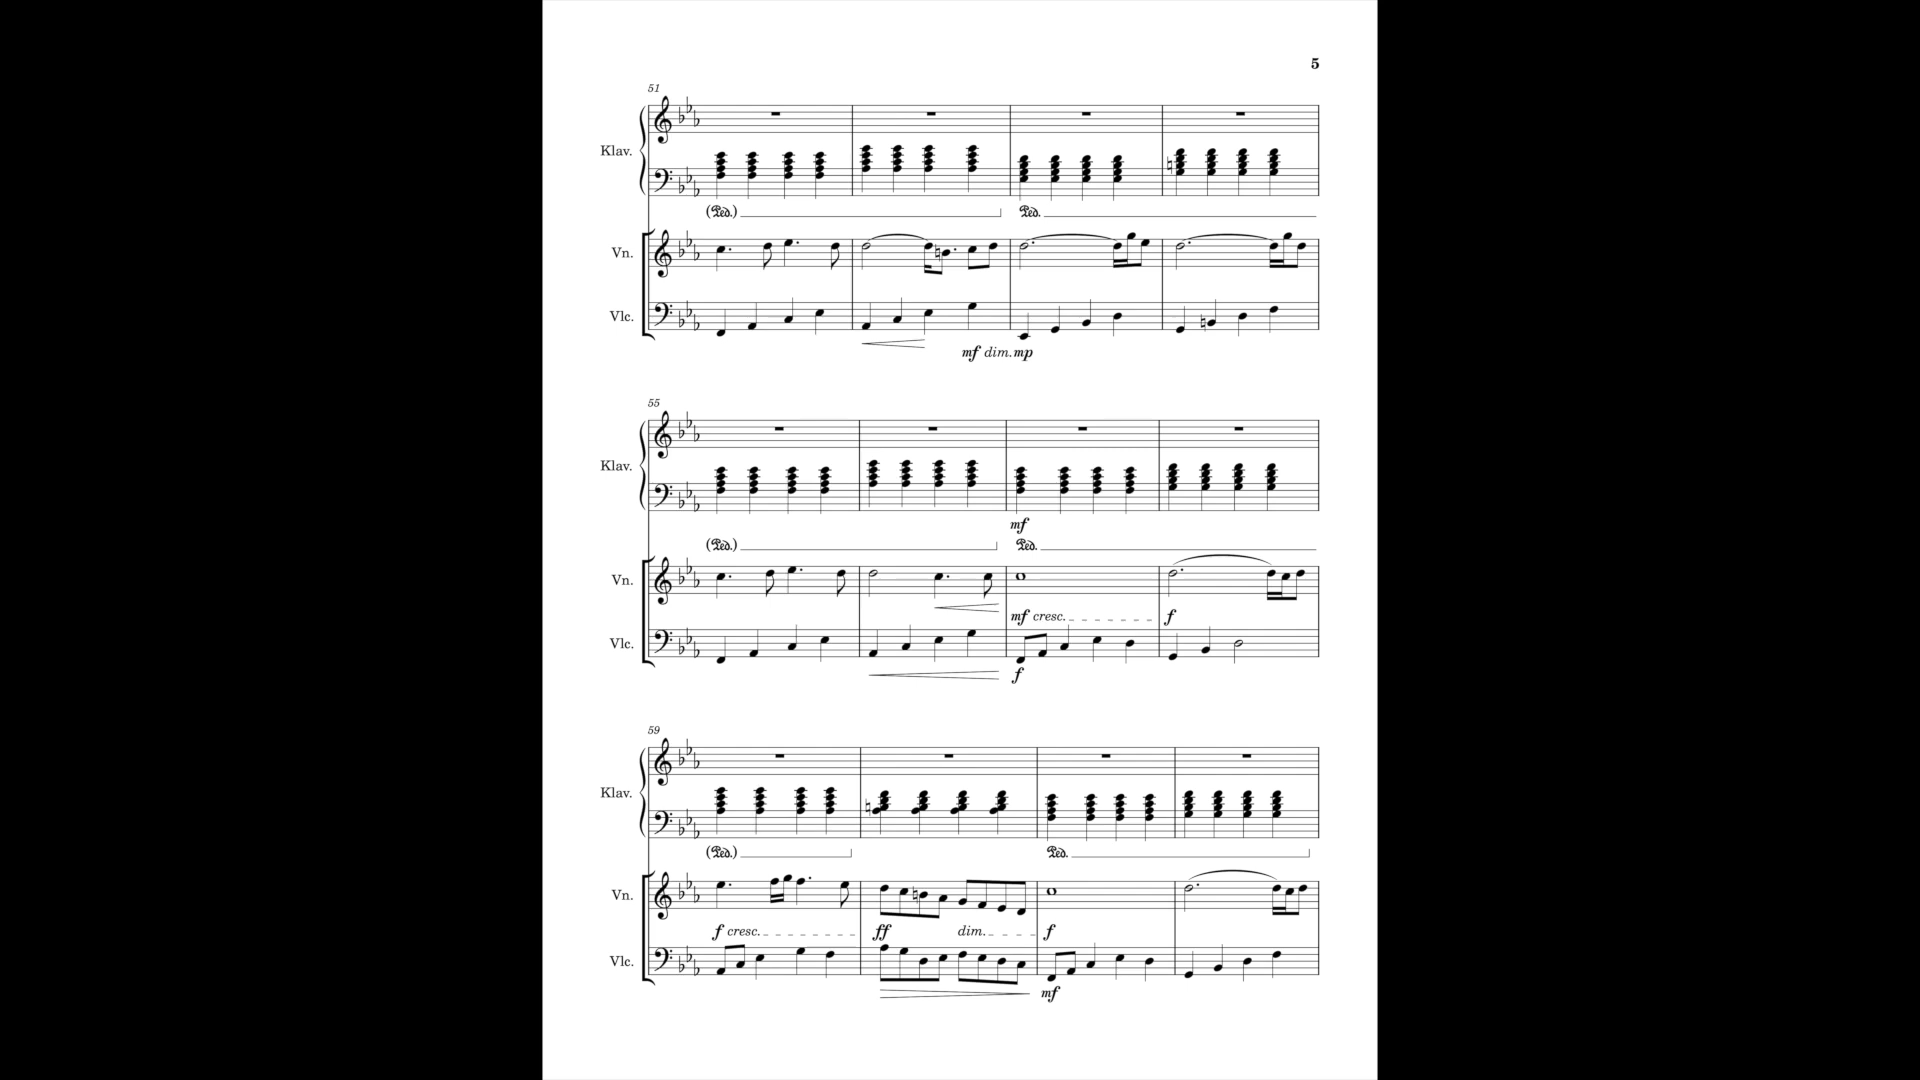 5
51
Klav.
(Ped.) Ped.
Vn.
Vlc.
mf dim. mp
55
Klav.
mf
(Ped.) Ped.
Vn.
mf cresc. f
Vlc.
f
59
Klav.
(Ped.) Ped.
Vn.
f cresc. ff dim. f
Vlc.
mf